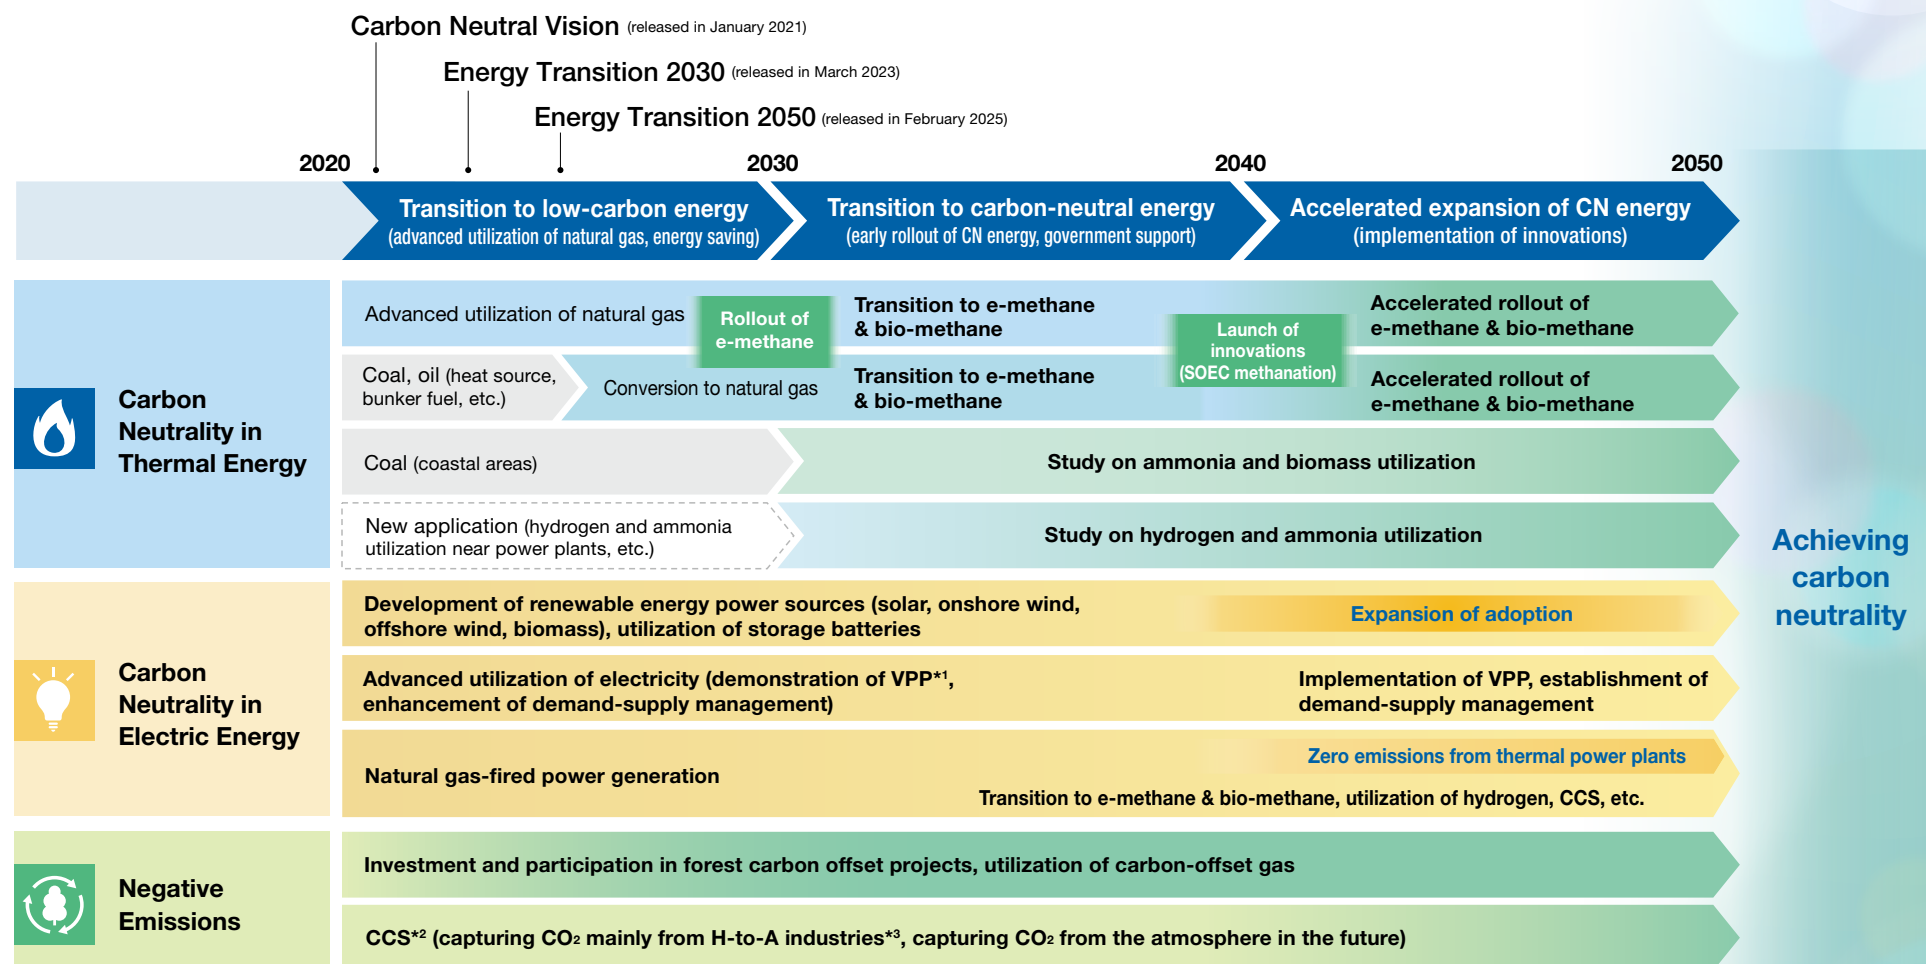 Carbon Neutral Vision (released in January 2021)
Energy Transition 2030 (released in March 2023)
Energy Transition 2050 (released in February 2025)
2020
2030
2040
2050
Transition to low-carbon energy
(advanced utilization of natural gas, energy saving)
Transition to carbon-neutral energy
(early rollout of CN energy, government support)
Accelerated expansion of CN energy
(implementation of innovations)
Carbon
Neutrality in
Thermal Energy
Advanced utilization of natural gas
Rollout of
e-methane
Transition to e-methane
& bio-methane
Launch of
innovations
(SOEC methanation)
Accelerated rollout of
e-methane & bio-methane
Coal, oil (heat source,
bunker fuel, etc.)
Conversion to natural gas
Transition to e-methane
& bio-methane
Accelerated rollout of
e-methane & bio-methane
Coal (coastal areas)
Study on ammonia and biomass utilization
New application (hydrogen and ammonia
utilization near power plants, etc.)
Study on hydrogen and ammonia utilization
Carbon
Neutrality in
Electric Energy
Development of renewable energy power sources (solar, onshore wind,
offshore wind, biomass), utilization of storage batteries
Expansion of adoption
Advanced utilization of electricity (demonstration of VPP*1,
enhancement of demand-supply management)
Implementation of VPP, establishment of
demand-supply management
Natural gas-fired power generation
Zero emissions from thermal power plants
Transition to e-methane & bio-methane, utilization of hydrogen, CCS, etc.
Negative
Emissions
Investment and participation in forest carbon offset projects, utilization of carbon-offset gas
CCS*2 (capturing CO2 mainly from H-to-A industries*3, capturing CO2 from the atmosphere in the future)
Achieving
carbon
neutrality